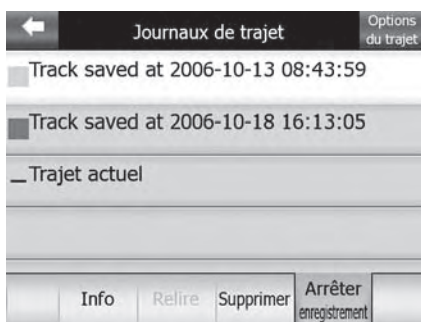 Journaux de trajet
Options
du trajet
Track saved at 2006-10-13 08:43:59
Track saved at 2006-10-18 16:13:05
Trajet actuel
Info
Relire
Supprimer
Arrêter
enregistrement